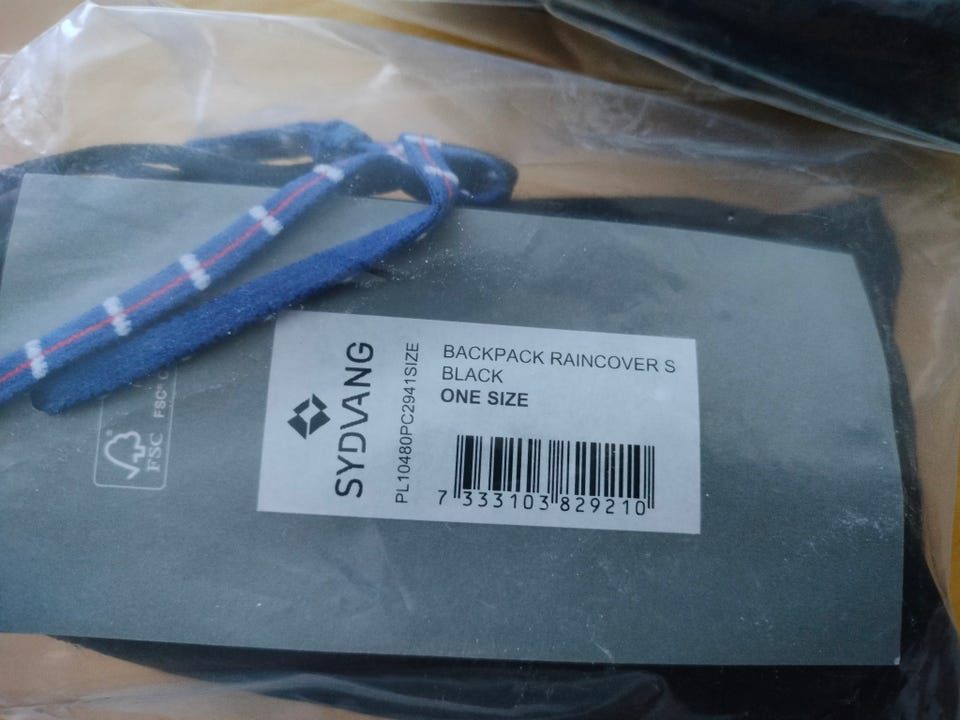 BACKPACK RAINCOVER S
BLACK
ONE SIZE
7 333103 829210
PL10480PC2941SIZE
SYDVANG
FSC